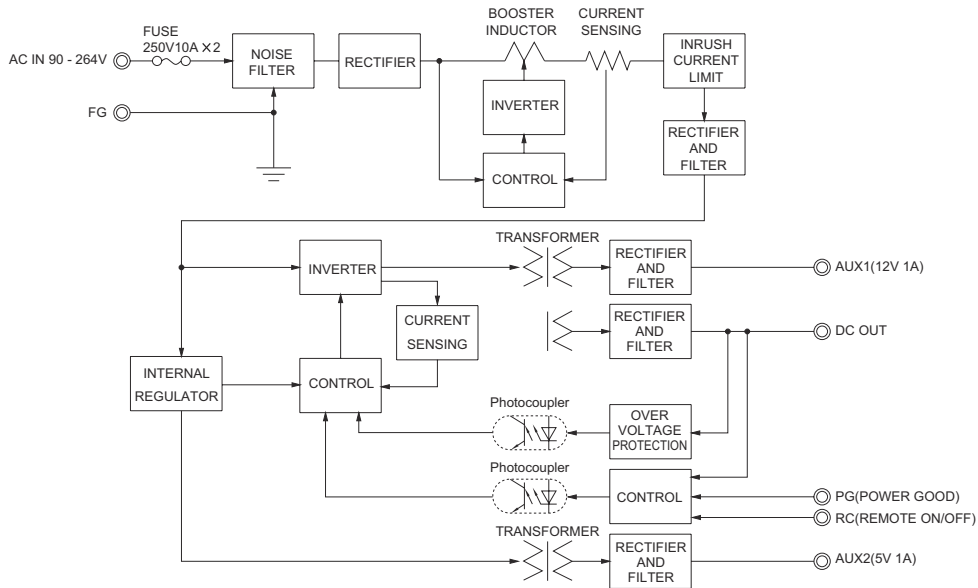 BOOSTER
INDUCTOR
CURRENT
SENSING
FUSE
250V10A ×2
AC IN 90 - 264V
NOISE
FILTER
RECTIFIER
INRUSH
CURRENT
LIMIT
FG
INVERTER
RECTIFIER
AND
FILTER
CONTROL
TRANSFORMER
INVERTER
RECTIFIER
AND
FILTER
AUX1(12V 1A)
CURRENT
SENSING
RECTIFIER
AND
FILTER
DC OUT
INTERNAL
REGULATOR
CONTROL
Photocoupler
OVER
VOLTAGE
PROTECTION
Photocoupler
CONTROL
PG(POWER GOOD)
RC(REMOTE ON/OFF)
TRANSFORMER
RECTIFIER
AND
FILTER
AUX2(5V 1A)